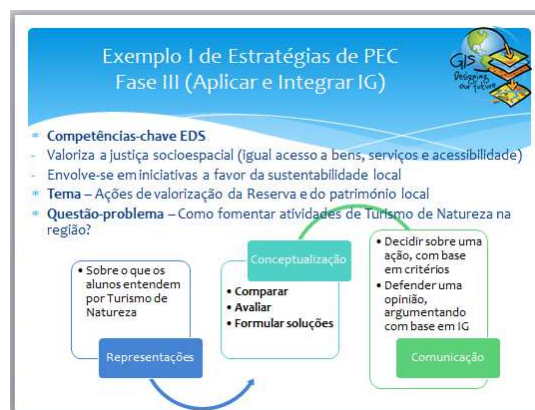 Exemplo I de Estratégias de PEC
Fase III (Aplicar e Integrar IG)
GIS
Designing
our future
* Competências-chave EDS
- Valoriza a justiça socioespacial (igual acesso a bens, serviços e acessibilidade)
- Envolve-se em iniciativas a favor da sustentabilidade local
* Tema – Ações de valorização da Reserva e do património local
* Questão-problema – Como fomentar atividades de Turismo de Natureza na
região?
• Sobre o que os
alunos entendem
por Turismo de
Natureza
Representações
Conceptualização
• Comparar
• Avaliar
• Formular soluções
• Decidir sobre uma
ação, com base
em critérios
• Defender uma
opinião,
argumentando
com base em IG
Comunicação